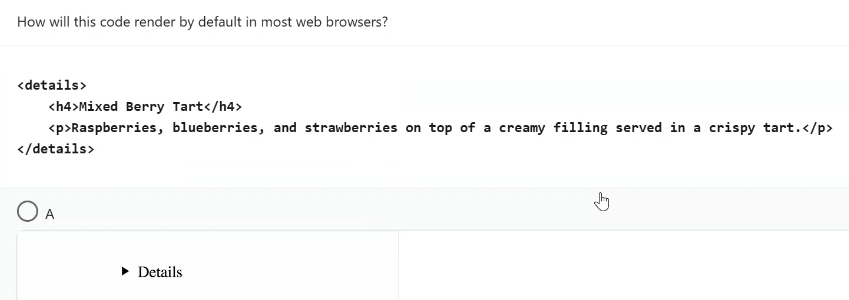 How will this code render by default in most web browsers?
<details>
<h4>Mixed Berry Tart</h4>
<p>Raspberries, blueberries, and strawberries on top of a creamy filling served in a crispy tart.</p>
</details>
A
Details